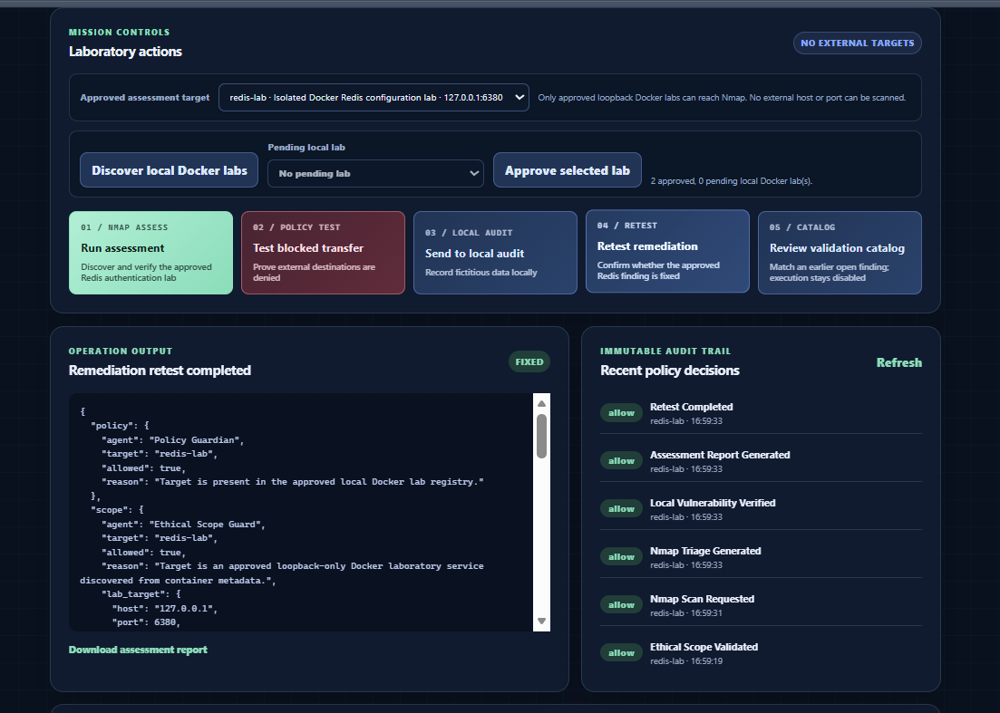 MISSION CONTROLS
Laboratory actions
NO EXTERNAL TARGETS
Approved assessment target
redis-lab · Isolated Docker Redis configuration lab · 127.0.0.1:6380
Only approved loopback Docker labs can reach Nmap. No external host or port can be scanned.
Discover local Docker labs
Pending local lab
No pending lab
Approve selected lab
2 approved, 0 pending local Docker lab(s).
01 / NMAP ASSESS
Run assessment
Discover and verify the approved
Redis authentication lab
02 / POLICY TEST
Test blocked transfer
Prove external destinations are
denied
03 / LOCAL AUDIT
Send to local audit
Record fictitious data locally
04 / RETEST
Retest remediation
Confirm whether the approved
Redis finding is fixed
05 / CATALOG
Review validation catalog
Match an earlier open finding;
execution stays disabled
OPERATION OUTPUT
Remediation retest completed
FIXED
{
"policy": {
"agent": "Policy Guardian",
"target": "redis-lab",
"allowed": true,
"reason": "Target is present in the approved local Docker lab registry."
},
"scope": {
"agent": "Ethical Scope Guard",
"target": "redis-lab",
"allowed": true,
"reason": "Target is an approved loopback-only Docker laboratory service
discovered from container metadata.",
"lab_target": {
"host": "127.0.0.1",
"port": 6380,
Download assessment report
IMMUTABLE AUDIT TRAIL
Recent policy decisions
Refresh
allow
Retest Completed
redis-lab · 16:59:33
allow
Assessment Report Generated
redis-lab · 16:59:33
allow
Local Vulnerability Verified
redis-lab · 16:59:33
allow
Nmap Triage Generated
redis-lab · 16:59:33
allow
Nmap Scan Requested
redis-lab · 16:59:31
allow
Ethical Scope Validated
redis-lab · 16:59:19